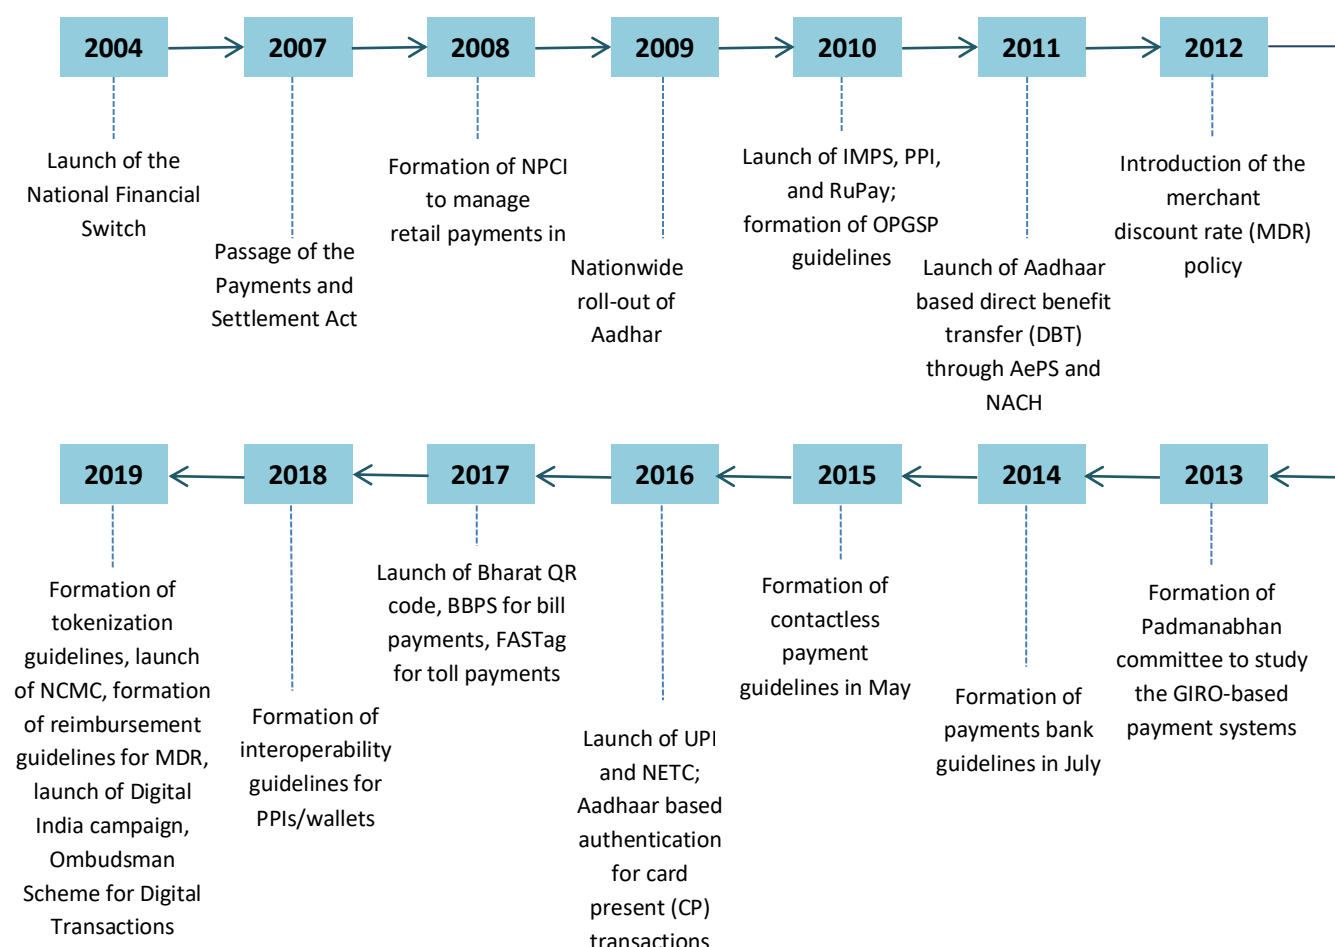 2004
2007
2008
2009
2010
2011
2012
Launch of the
National Financial
Switch
Passage of the
Payments and
Settlement Act
Formation of NPCI
to manage
retail payments in
Nationwide
roll-out of
Aadhar
Launch of IMPS, PPI,
and RuPay;
formation of OPGSP
guidelines
Launch of Aadhaar
based direct benefit
transfer (DBT)
through AePS and
NACH
Introduction of the
merchant
discount rate (MDR)
policy
2019
2018
2017
2016
2015
2014
2013
Formation of
tokenization
guidelines, launch
of NCMC, formation
of reimbursement
guidelines for MDR,
launch of Digital
India campaign,
Ombudsman
Scheme for Digital
Transactions
Formation of
interoperability
guidelines for
PPIs/wallets
Launch of Bharat QR
code, BBPS for bill
payments, FASTag
for toll payments
Launch of UPI
and NETC;
Aadhaar based
authentication
for card
present (CP)
transactions
Formation of
contactless
payment
guidelines in May
Formation of
payments bank
guidelines in July
Formation of
Padmanabhan
committee to study
the GIRO-based
payment systems